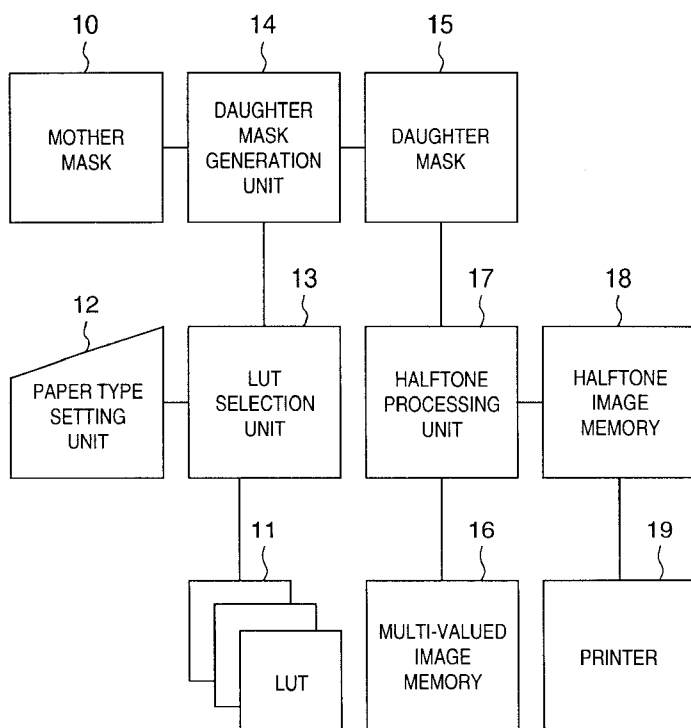 10
14
15
MOTHER
MASK
DAUGHTER
MASK
GENERATION
UNIT
DAUGHTER
MASK
12
13
17
18
PAPER TYPE
SETTING
UNIT
LUT
SELECTION
UNIT
HALFTONE
PROCESSING
UNIT
HALFTONE
IMAGE
MEMORY
11
16
19
LUT
MULTI-VALUED
IMAGE
MEMORY
PRINTER